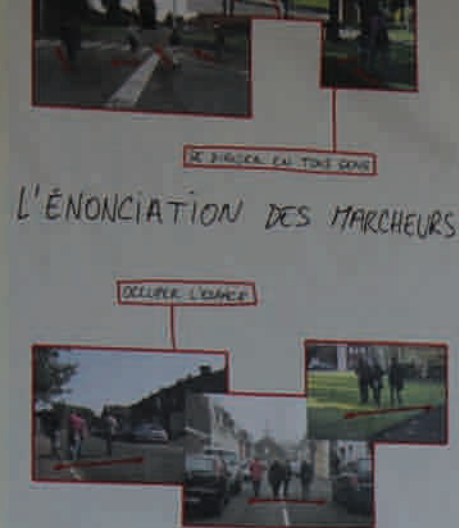 SE DIRIGER EN TOUS SENS
L'ÉNONCIATION DES MARCHEURS
OCCUPER L'ESPACE